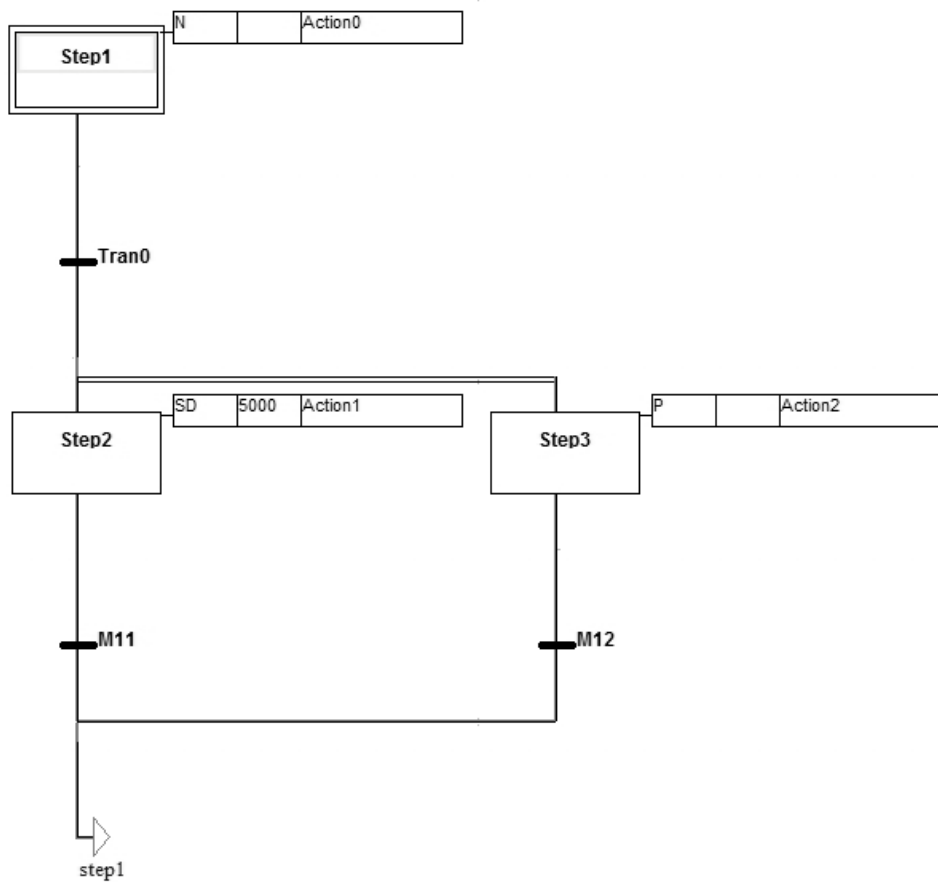 N Action0
Step1
Tran0
SD 5000 Action1
P Action2
Step2
Step3
M11
M12
step1